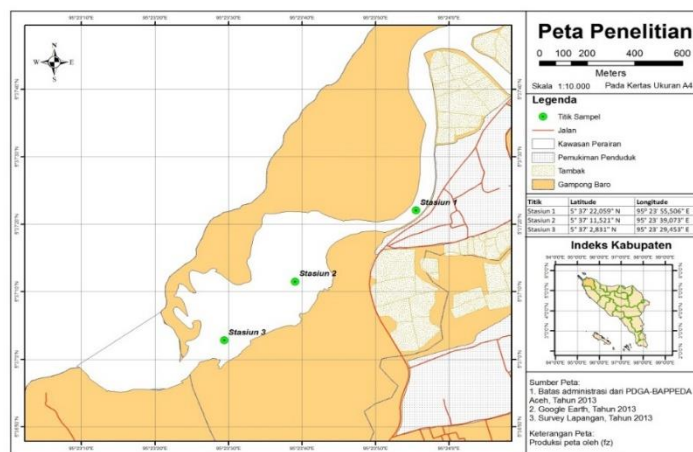 Peta Penelitian
0 100 200 400 600
Meters
Skala 1:10.000 Pada Kertas Ukuran A4
Legenda
Titik Sampel
Jalan
Kawasan Perairan
Pemukiman Penduduk
Tambak
Gampong Baro
Titik Latitude Longitude
Stasiun 1 5° 37' 22,059" N 95° 23' 55,506" E
Stasiun 2 5° 37' 11,521" N 95° 23' 39,073" E
Stasiun 3 5° 37' 2,831" N 95° 23' 29,453" E
Indeks Kabupaten
Sumber Peta:
1. Batas administrasi dari PDGA-BAPPEDA
Aceh, Tahun 2013
2. Google Earth, Tahun 2013
3. Survey Lapangan, Tahun 2013
Keterangan Peta:
Produksi peta oleh (fz)
N
W E
S
Stasiun 1
Stasiun 2
Stasiun 3